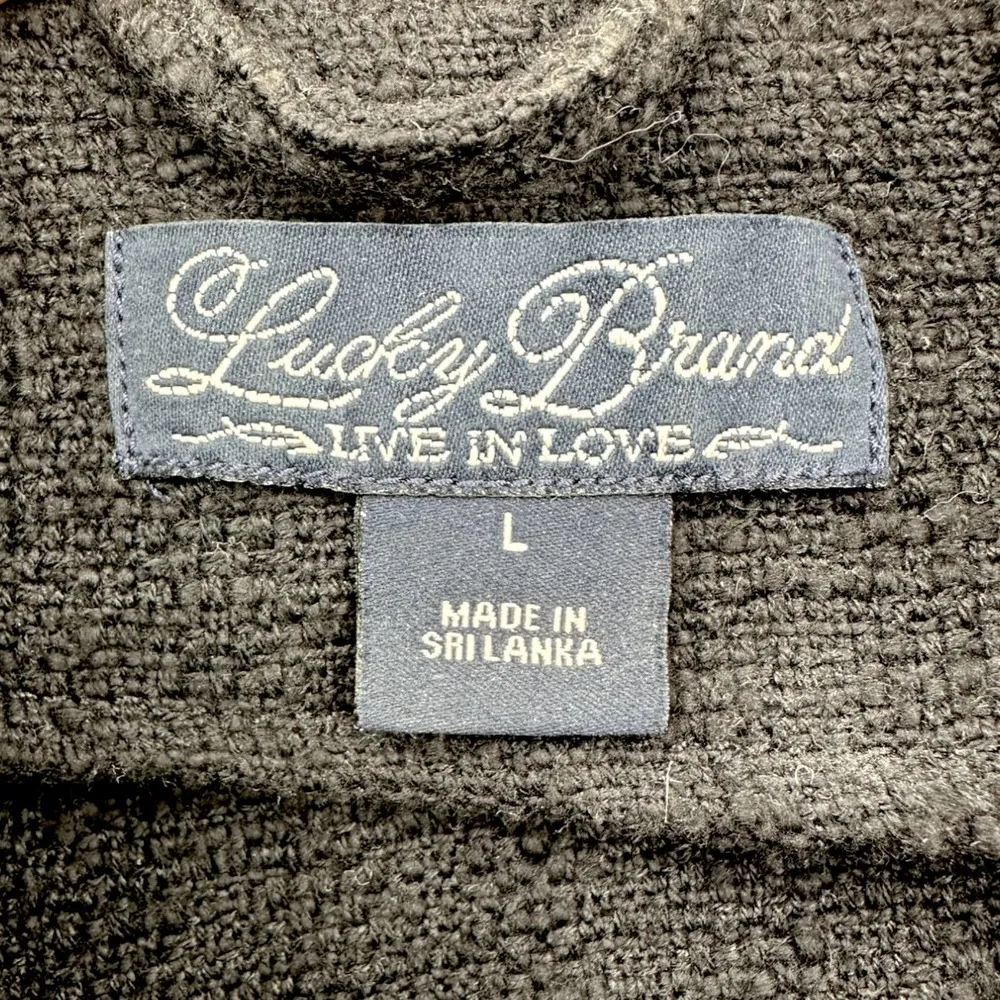 Lucky Brand
LIVE IN LOVE
L
MADE IN
SRI LANKA